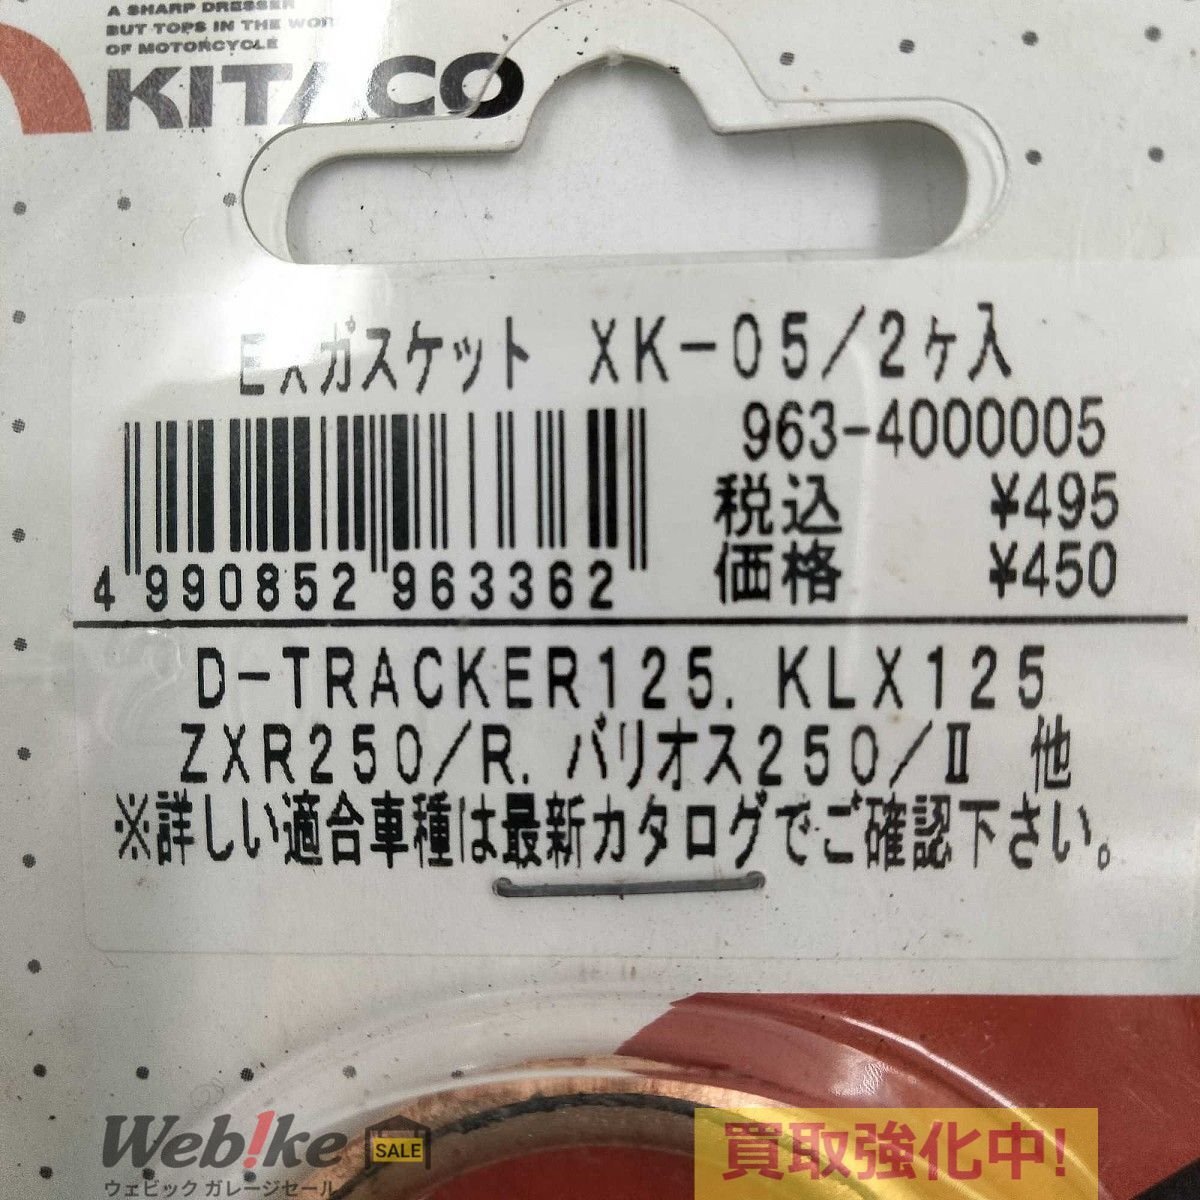 A SHARP DRESSER
BUT TOPS IN THE WOR
OF MOTORCYCLE
KITACO
EXガスケット XK-05/2ヶ入
963-4000005
税込 ¥495
価格 ¥450
4 990852 963362
D-TRACKER125. KLX125
ZXR250/R. バリオス250/Ⅱ 他
※詳しい適合車種は最新カタログでご確認下さい。
Web!ke SALE
ウェビック ガレージセール
買取強化中!